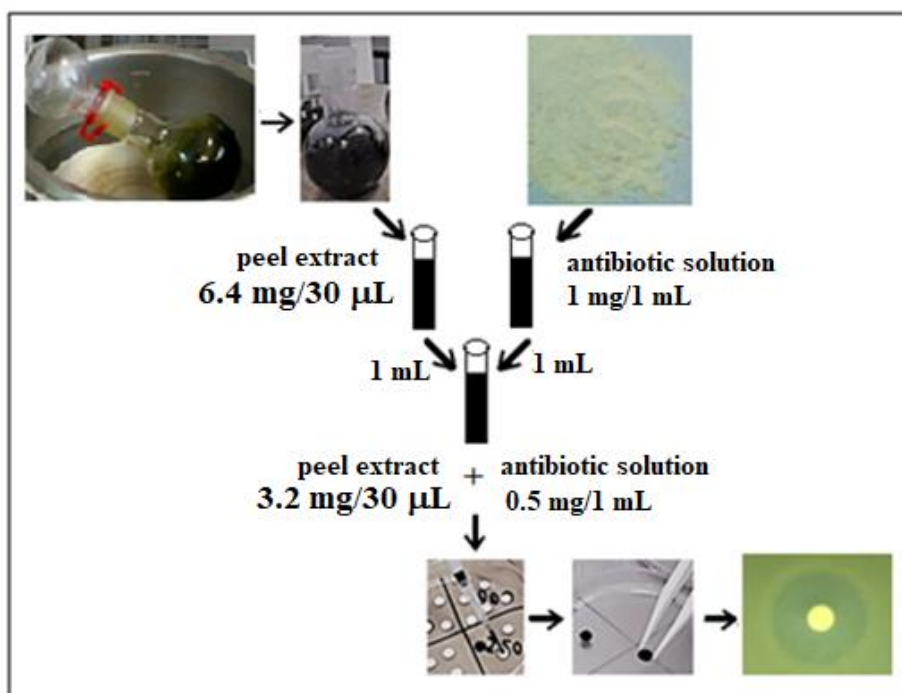 peel extract
6.4 mg/30 μL
antibiotic solution
1 mg/1 mL
1 mL
1 mL
peel extract + antibiotic solution
3.2 mg/30 μL
0.5 mg/1 mL